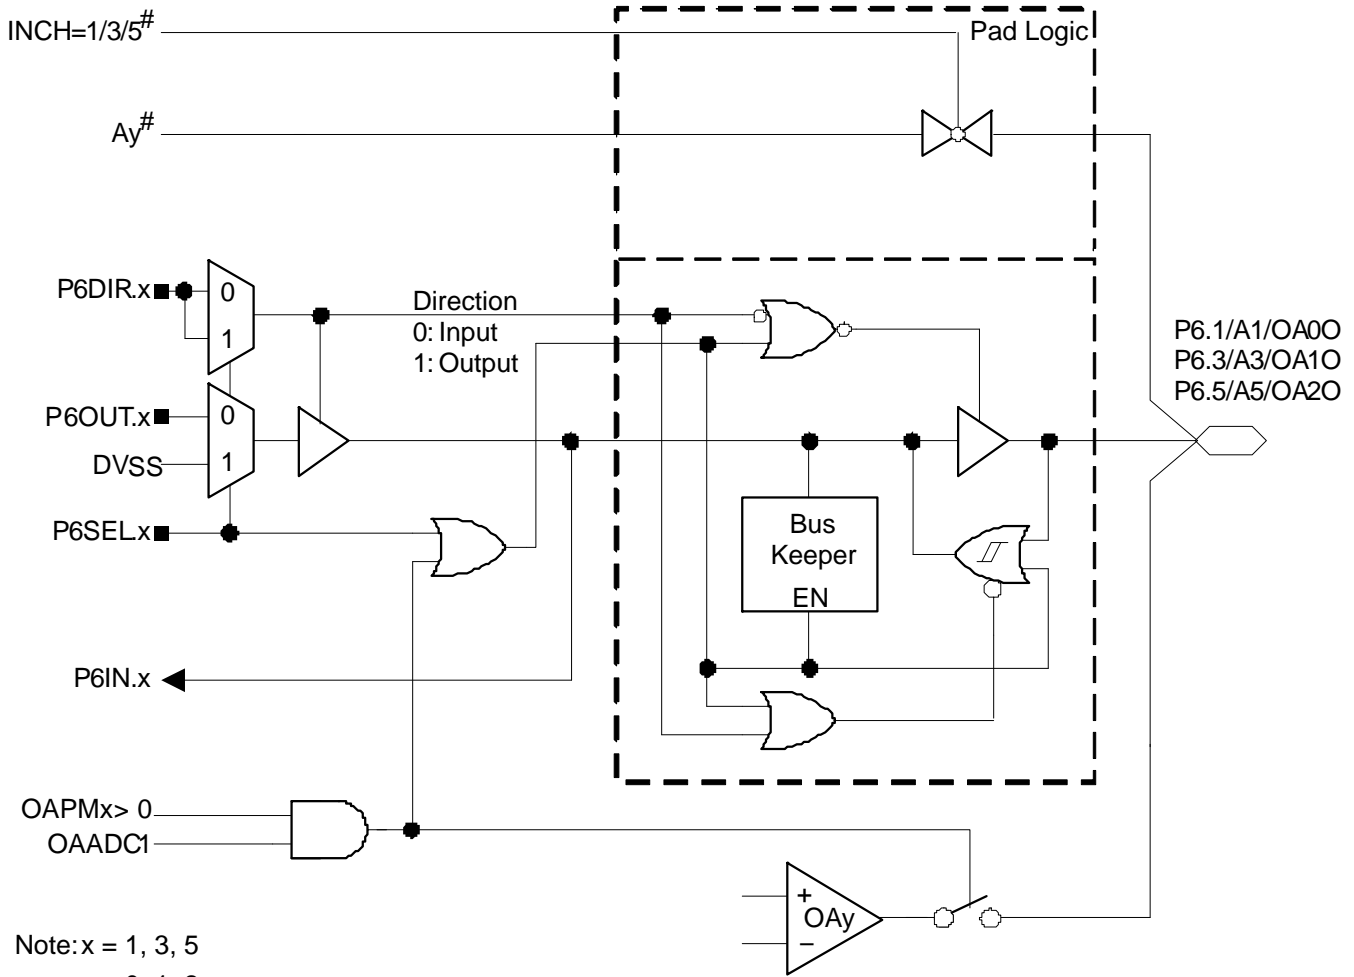 INCH=1/3/5#
Pad Logic
Ay#
P6DIR.x
0
1
Direction
0: Input
1: Output
P6.1/A1/OA0O
P6.3/A3/OA1O
P6.5/A5/OA2O
P6OUT.x
0
DVSS
1
P6SEL.x
Bus
Keeper
EN
P6IN.x
OAPMx> 0
OAADC1
+
OAy
−
Note: x = 1, 3, 5